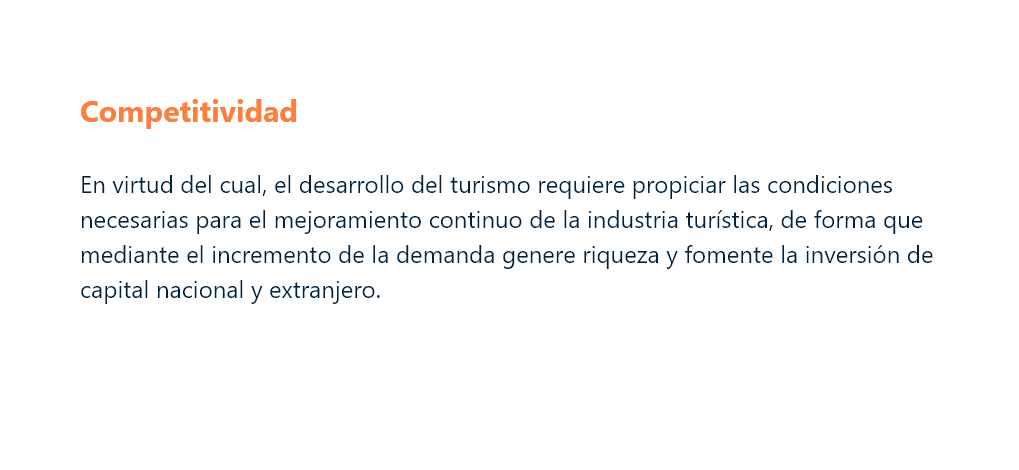 Competitividad
En virtud del cual, el desarrollo del turismo requiere propiciar las condiciones
necesarias para el mejoramiento continuo de la industria turística, de forma que
mediante el incremento de la demanda genere riqueza y fomente la inversión de
capital nacional y extranjero.